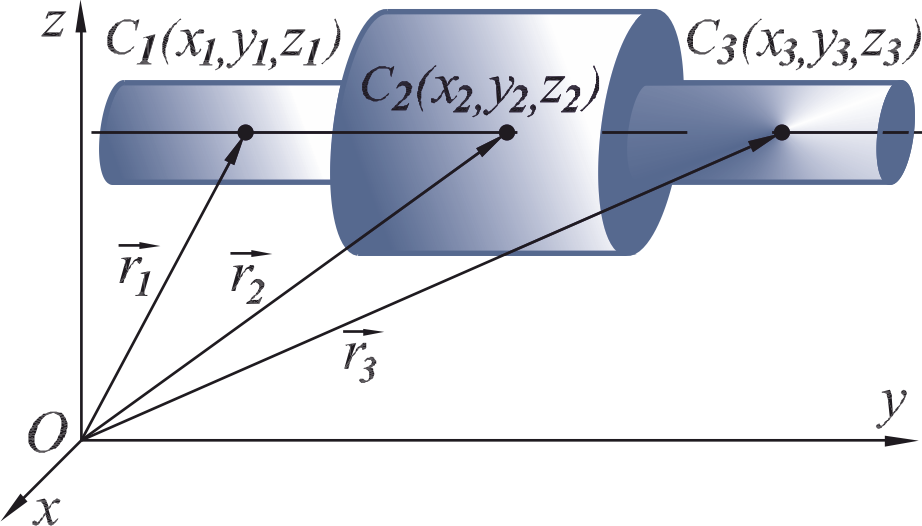 z
C1(x1,y1,z1)
C3(x3,y3,z3)
C2(x2,y2,z2)
r1
r2
r3
y
O
x